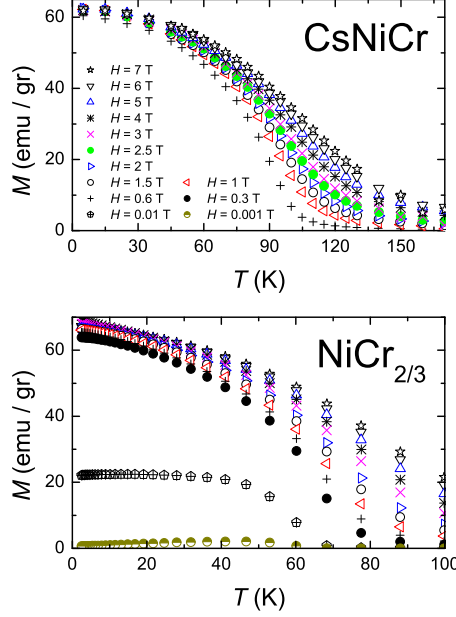 60
40
20
0
M (emu / gr)
CsNiCr
H = 7 T
H = 6 T
H = 5 T
H = 4 T
H = 3 T
H = 2.5 T
H = 2 T
H = 1.5 T H = 1 T
H = 0.6 T H = 0.3 T
H = 0.01 T H = 0.001 T
0 30 60 90 120 150
T (K)
60
40
20
0
M (emu / gr)
NiCr2/3
0 20 40 60 80 100
T (K)